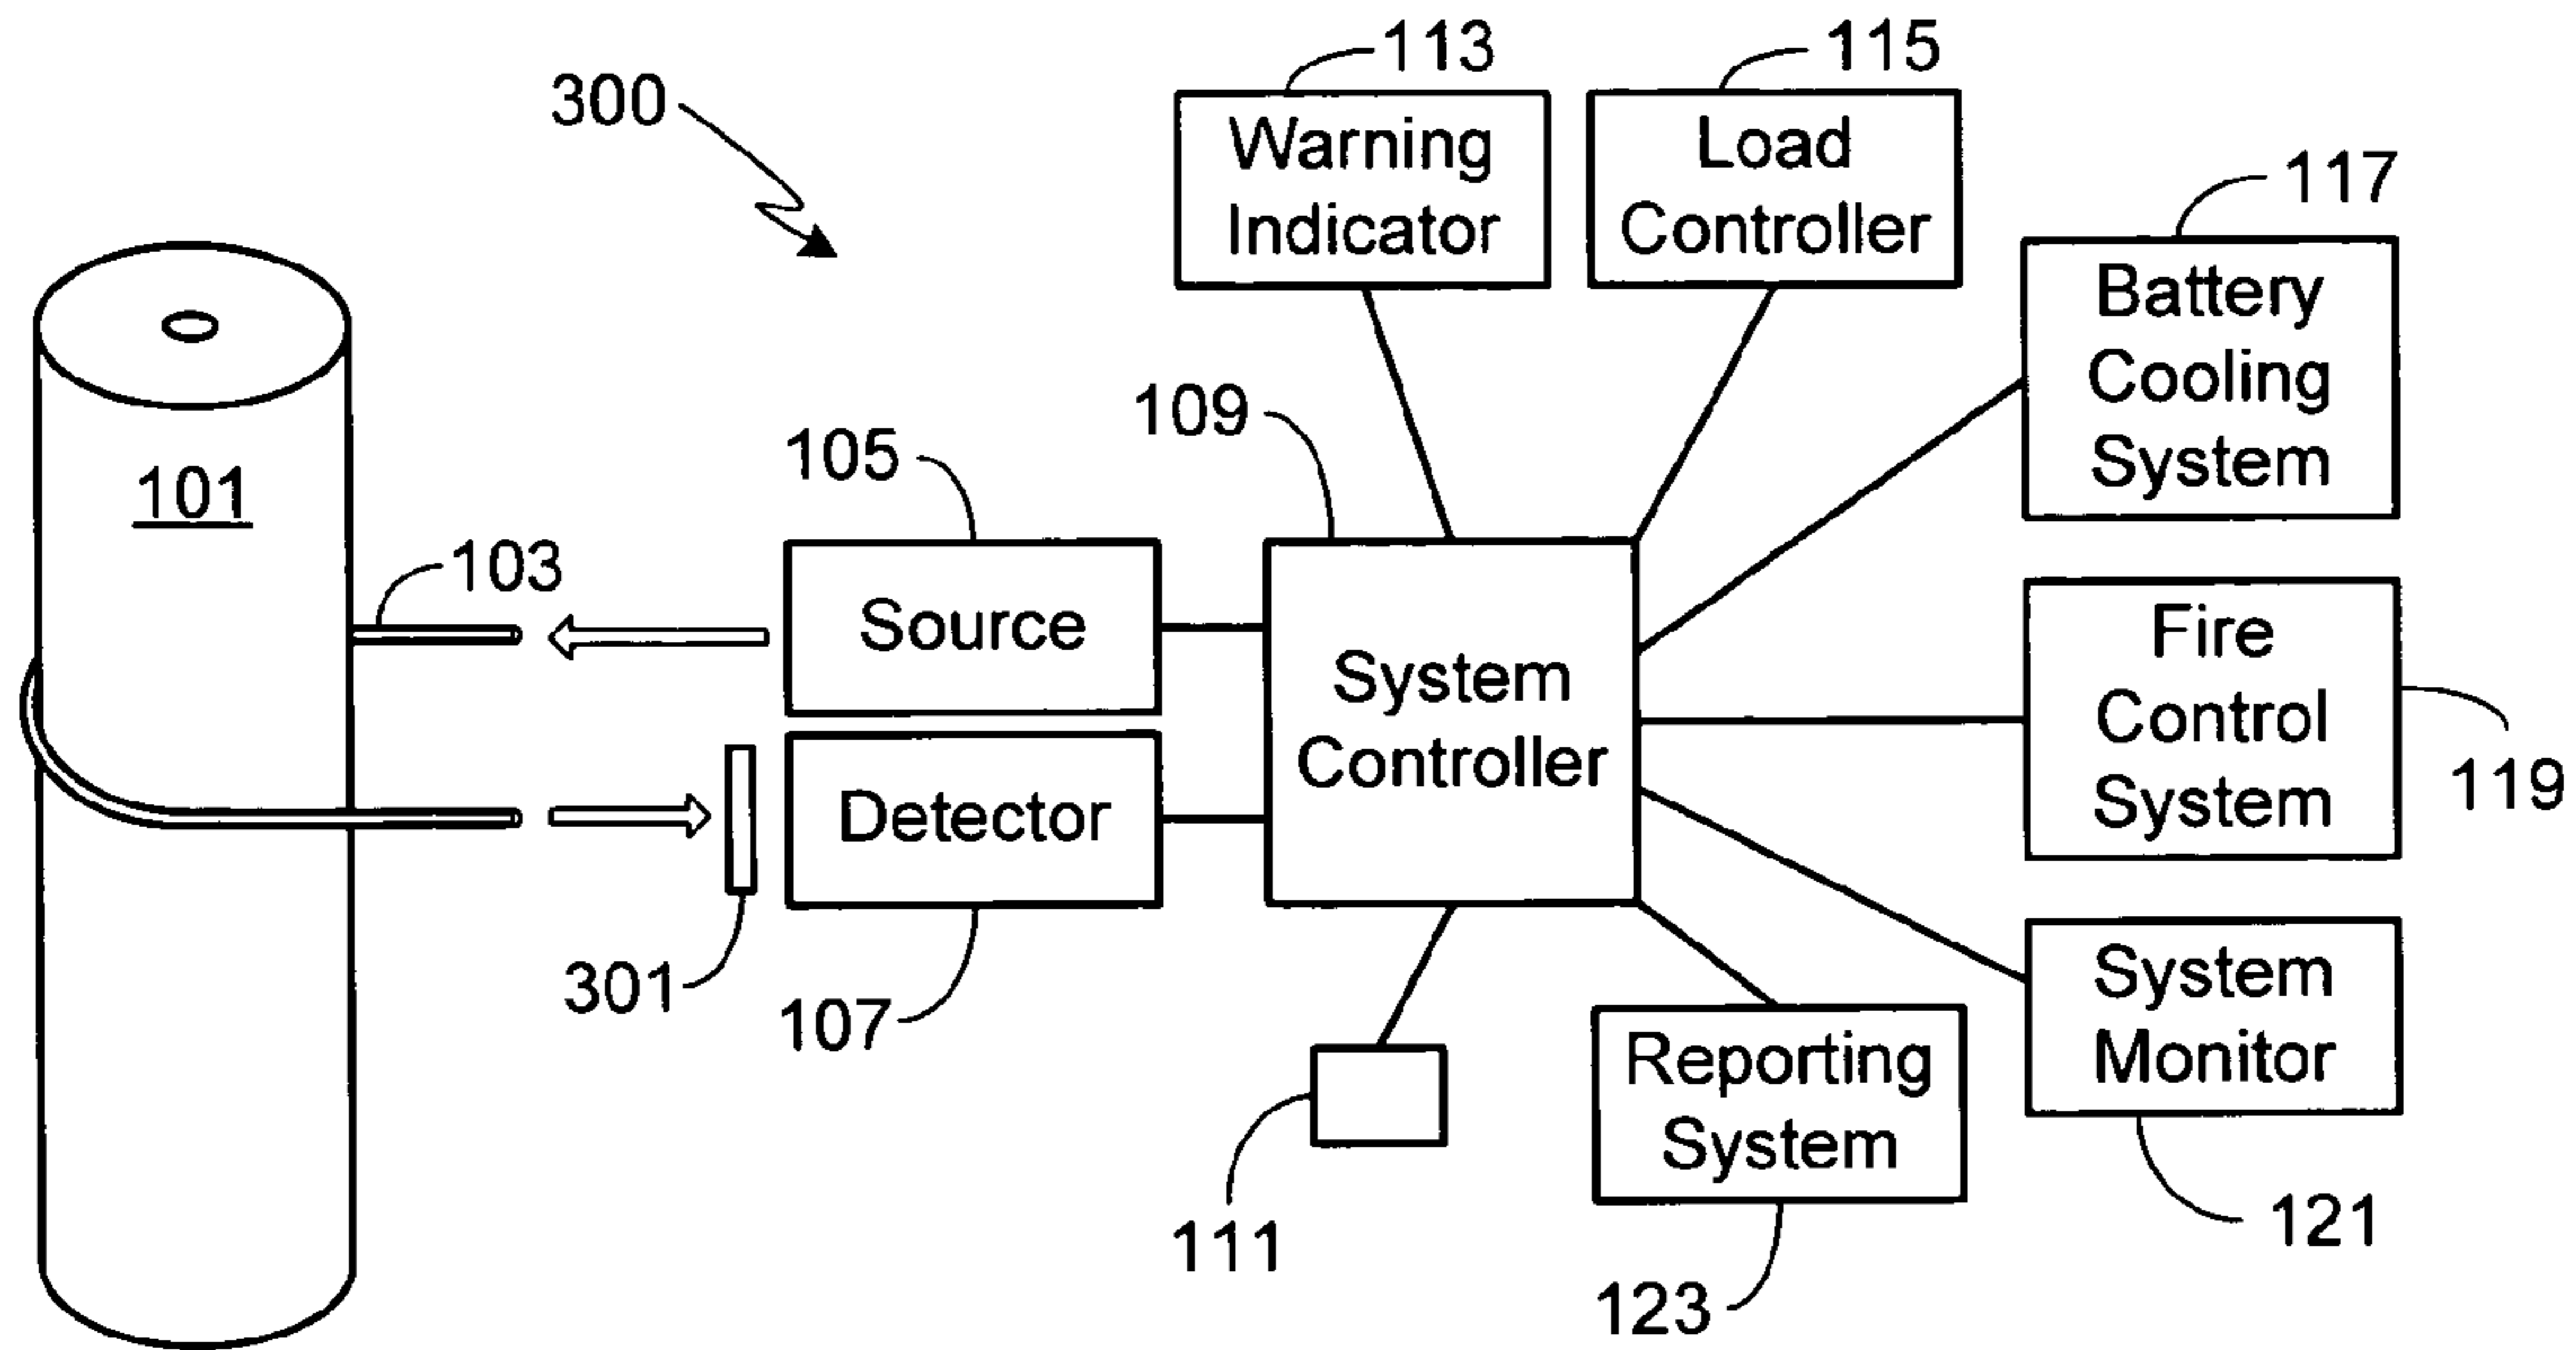 113
115
300
Warning
Indicator
Load
Controller
117
Battery
Cooling
System
109
105
101
103
Source
System
Controller
Fire
Control
System
119
Detector
301
107
System
Monitor
Reporting
System
111
121
123